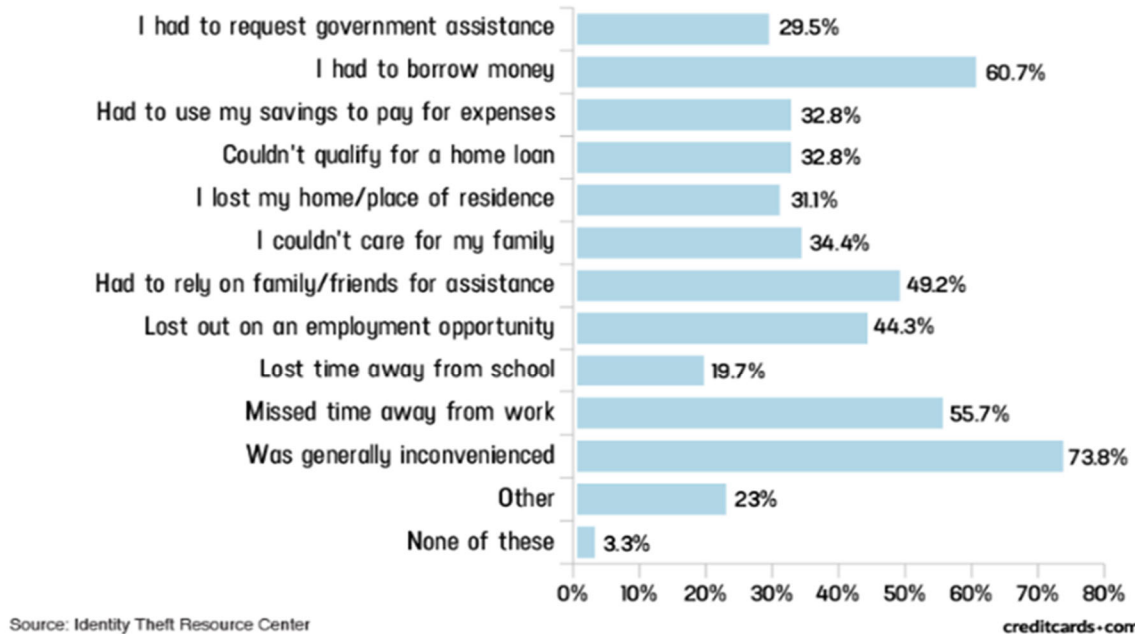 I had to request government assistance 29.5%
I had to borrow money 60.7%
Had to use my savings to pay for expenses 32.8%
Couldn't qualify for a home loan 32.8%
I lost my home/place of residence 31.1%
I couldn't care for my family 34.4%
Had to rely on family/friends for assistance 49.2%
Lost out on an employment opportunity 44.3%
Lost time away from school 19.7%
Missed time away from work 55.7%
Was generally inconvenienced 73.8%
Other 23%
None of these 3.3%
0% 10% 20% 30% 40% 50% 60% 70% 80%
Source: Identity Theft Resource Center creditcards.com